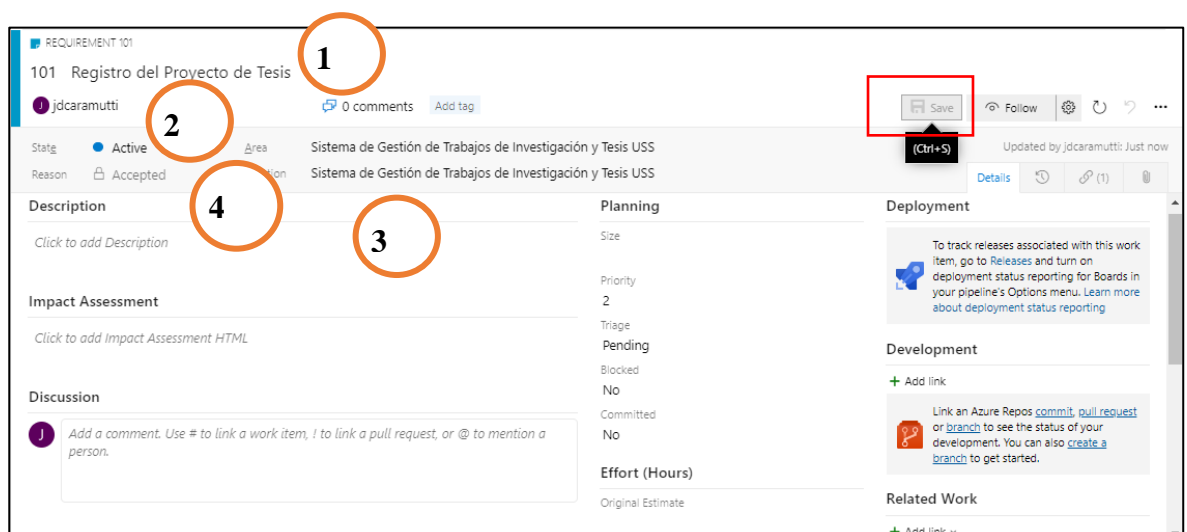 REQUIREMENT 101
1
101 Registro del Proyecto de Tesis
J jdcaramutti
0 comments Add tag
Save Follow
2
State Active Area Sistema de Gestión de Trabajos de Investigación y Tesis USS
(Ctrl+S) Updated by jdcaramutti: Just now
Reason Accepted Sistema de Gestión de Trabajos de Investigación y Tesis USS
Details (1)
4
3
Description
Click to add Description
Impact Assessment
Click to add Impact Assessment HTML
Discussion
J Add a comment. Use # to link a work item, ! to link a pull request, or @ to mention a
person.
Planning
Size
Priority
2
Triage
Pending
Blocked
No
Committed
No
Effort (Hours)
Original Estimate
Deployment
To track releases associated with this work
item, go to Releases and turn on
deployment status reporting for Boards in
your pipeline's Options menu. Learn more
about deployment status reporting
Development
+ Add link
Link an Azure Repos commit, pull request
or branch to see the status of your
development. You can also create a
branch to get started.
Related Work
+ Add link